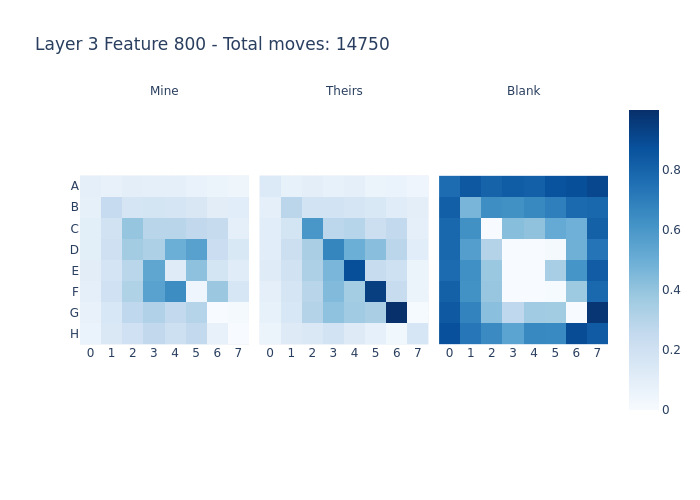 Layer 3 Feature 800 - Total moves: 14750
Mine Theirs Blank
A
B
C
D
E
F
G
H
0 1 2 3 4 5 6 7 0 1 2 3 4 5 6 7 0 1 2 3 4 5 6 7
0.8
0.6
0.4
0.2
0